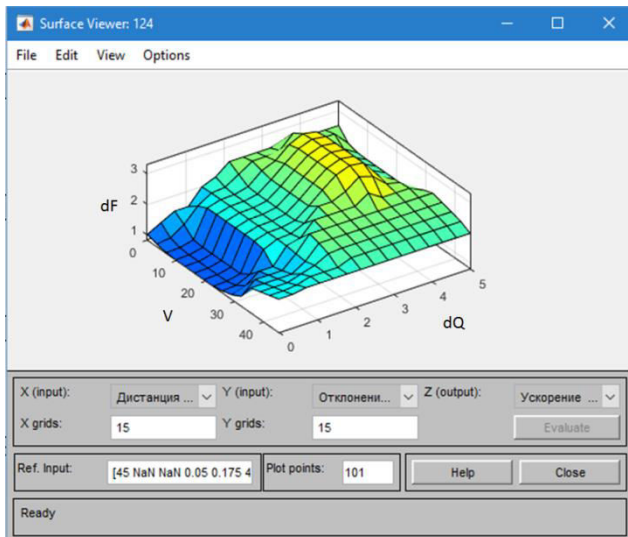 Surface Viewer: 124
File Edit View Options
3
2
1
dF
0
10
20
30
40
V
0
1
2
3
4
5
dQ
X (input): Дистанция ... Y (input): Отклонени... Z (output): Ускорение ...
X grids: 15 Y grids: 15 Evaluate
Ref. Input: [45 NaN NaN 0.05 0.175 4 Plot points: 101 Help Close
Ready